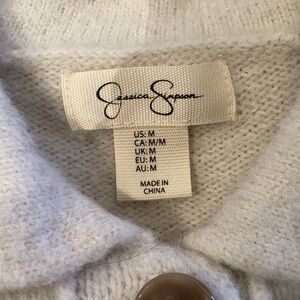 Jessica Simpson
US: M
CA: M/M
UK: M
EU: M
AU: M
MADE IN
CHINA